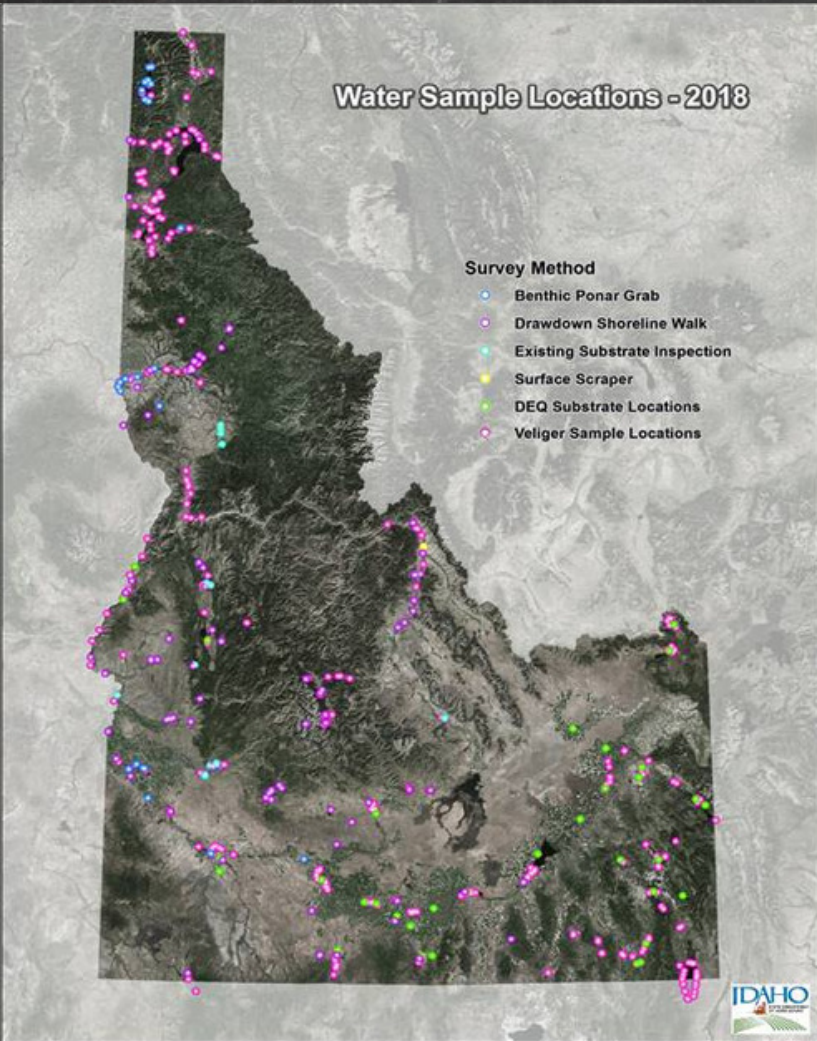 Water Sample Locations - 2018
Survey Method
Benthic Ponar Grab
Drawdown Shoreline Walk
Existing Substrate Inspection
Surface Scraper
DEQ Substrate Locations
Veliger Sample Locations
IDAHO